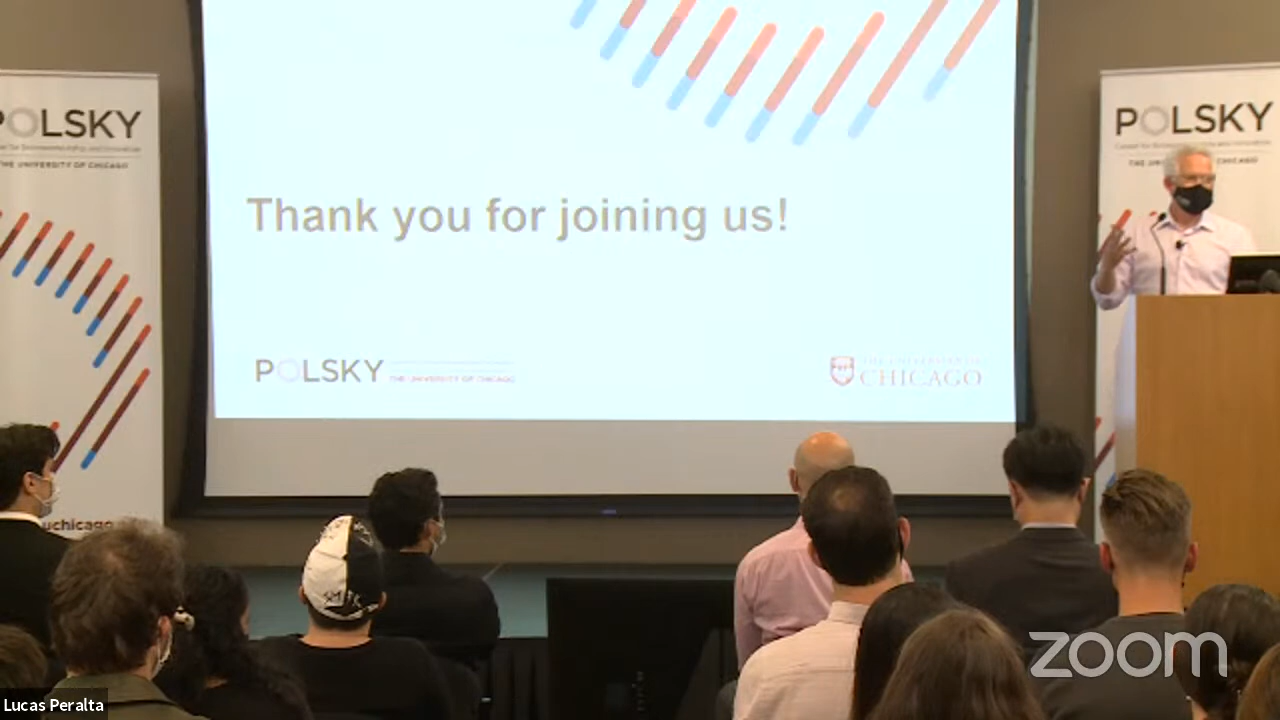 POLSKY
THE UNIVERSITY OF CHICAGO
uchicago
Thank you for joining us!
POLSKY
THE UNIVERSITY OF CHICAGO
THE UNIVERSITY OF
CHICAGO
POLSKY
Lucas Peralta
zoom